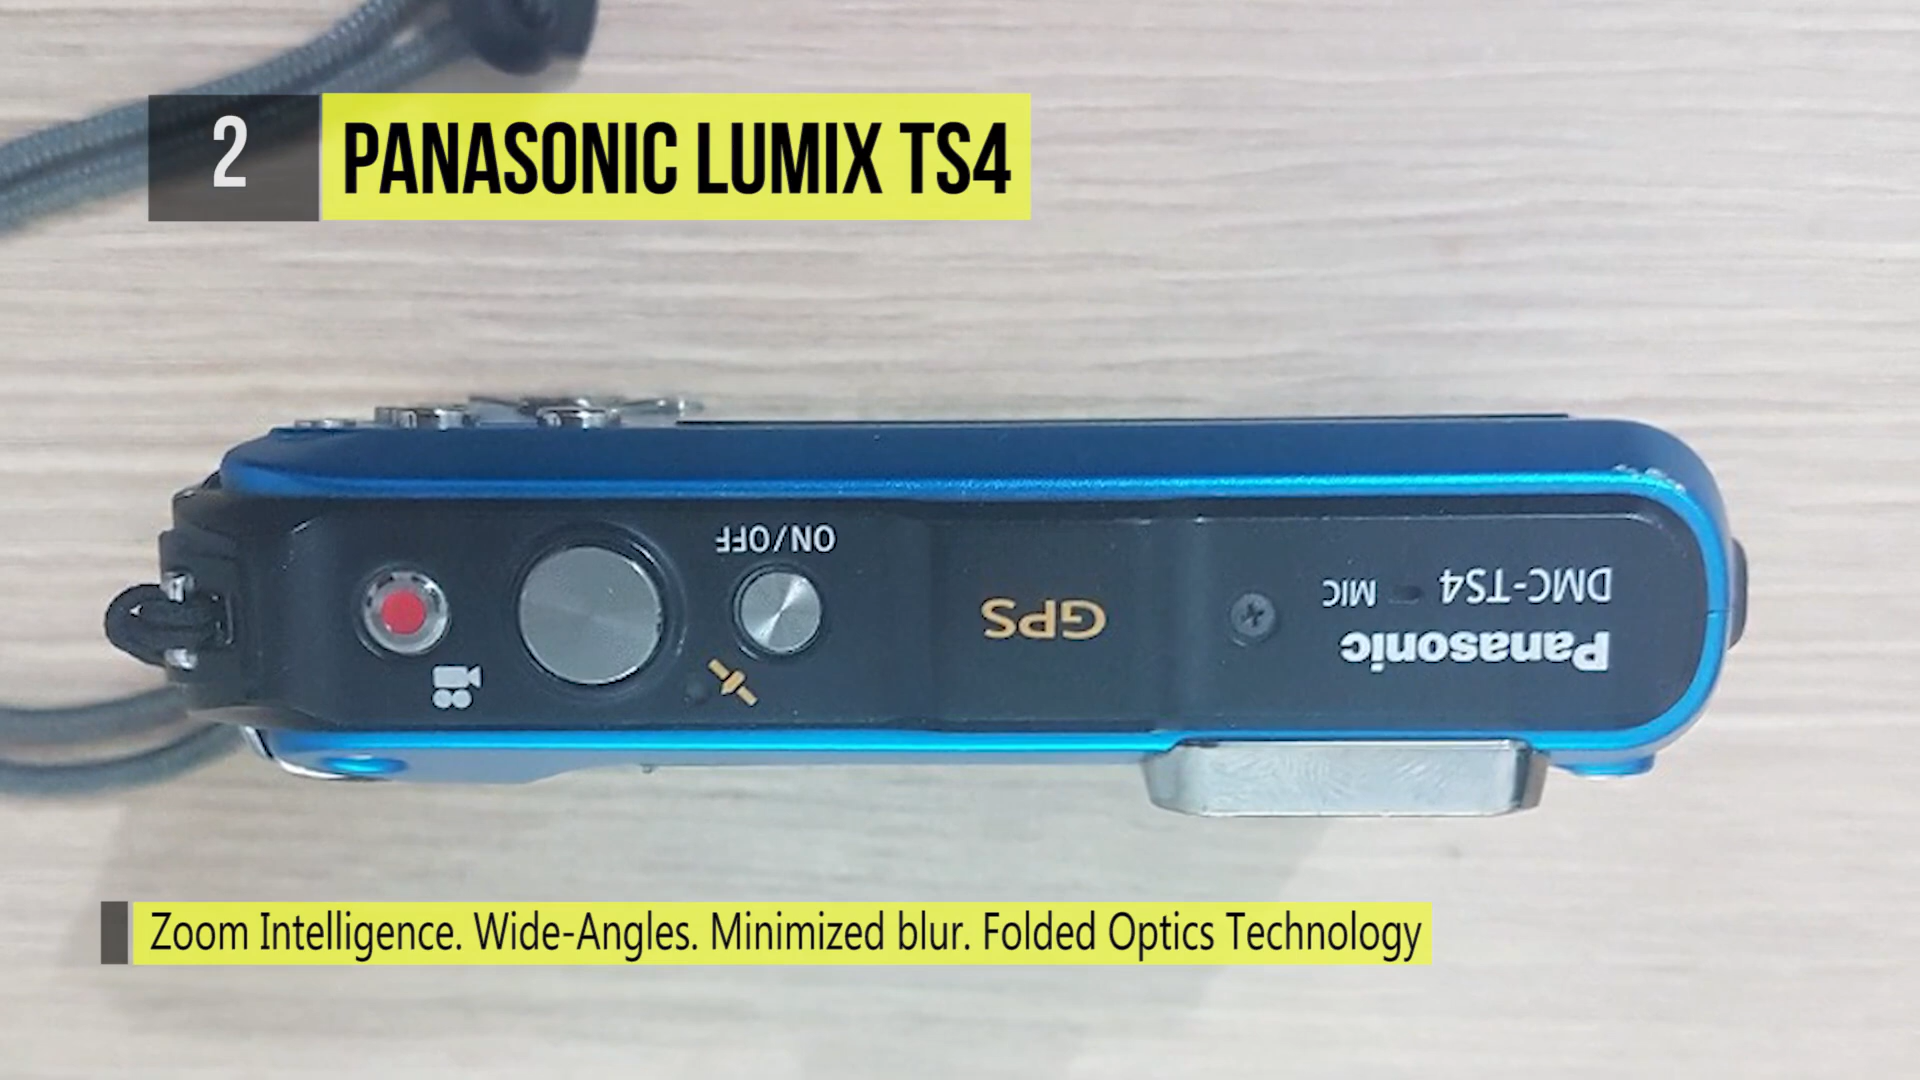 2
PANASONIC LUMIX TS4
ON/OFF
GPS
MIC
DMC-TS4
Panasonic
Zoom Intelligence. Wide-Angles. Minimized blur. Folded Optics Technology